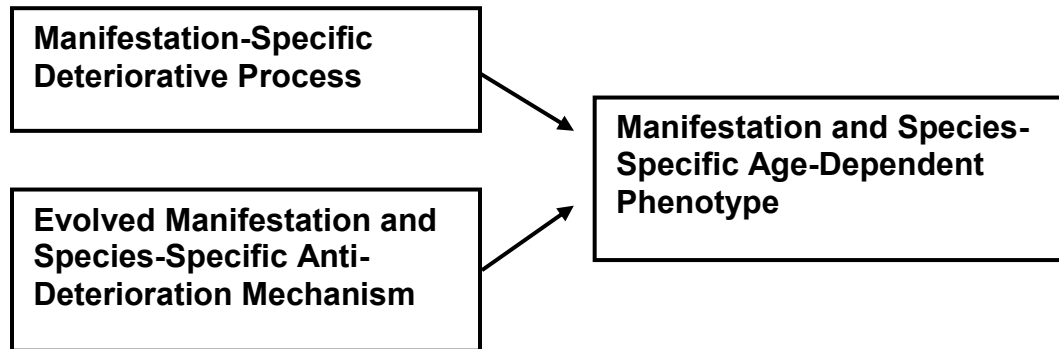 Manifestation-Specific
Deteriorative Process
Manifestation and Species-
Specific Age-Dependent
Phenotype
Evolved Manifestation and
Species-Specific Anti-
Deterioration Mechanism